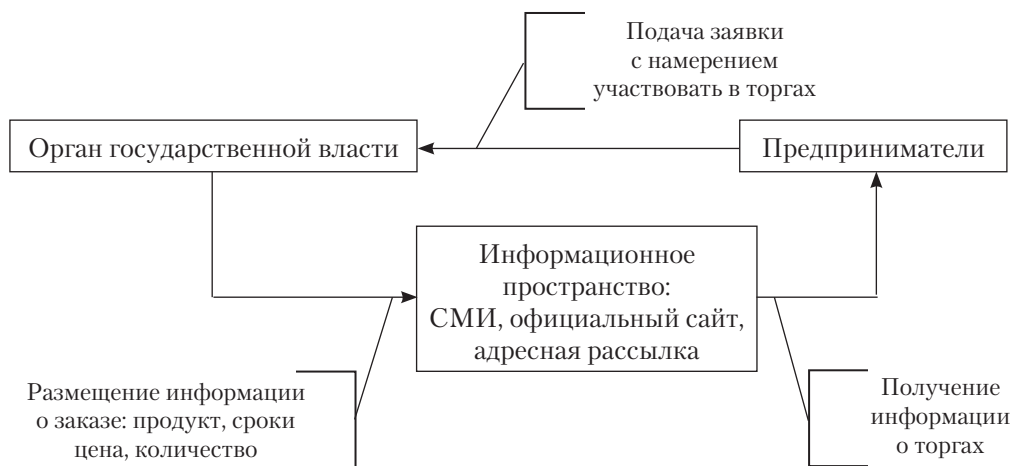 Подача заявки
с намерением
участвовать в торгах
Орган государственной власти
Предприниматели
Информационное
пространство:
СМИ, официальный сайт,
адресная рассылка
Размещение информации
о заказе: продукт, сроки
цена, количество
Получение
информации
о торгах